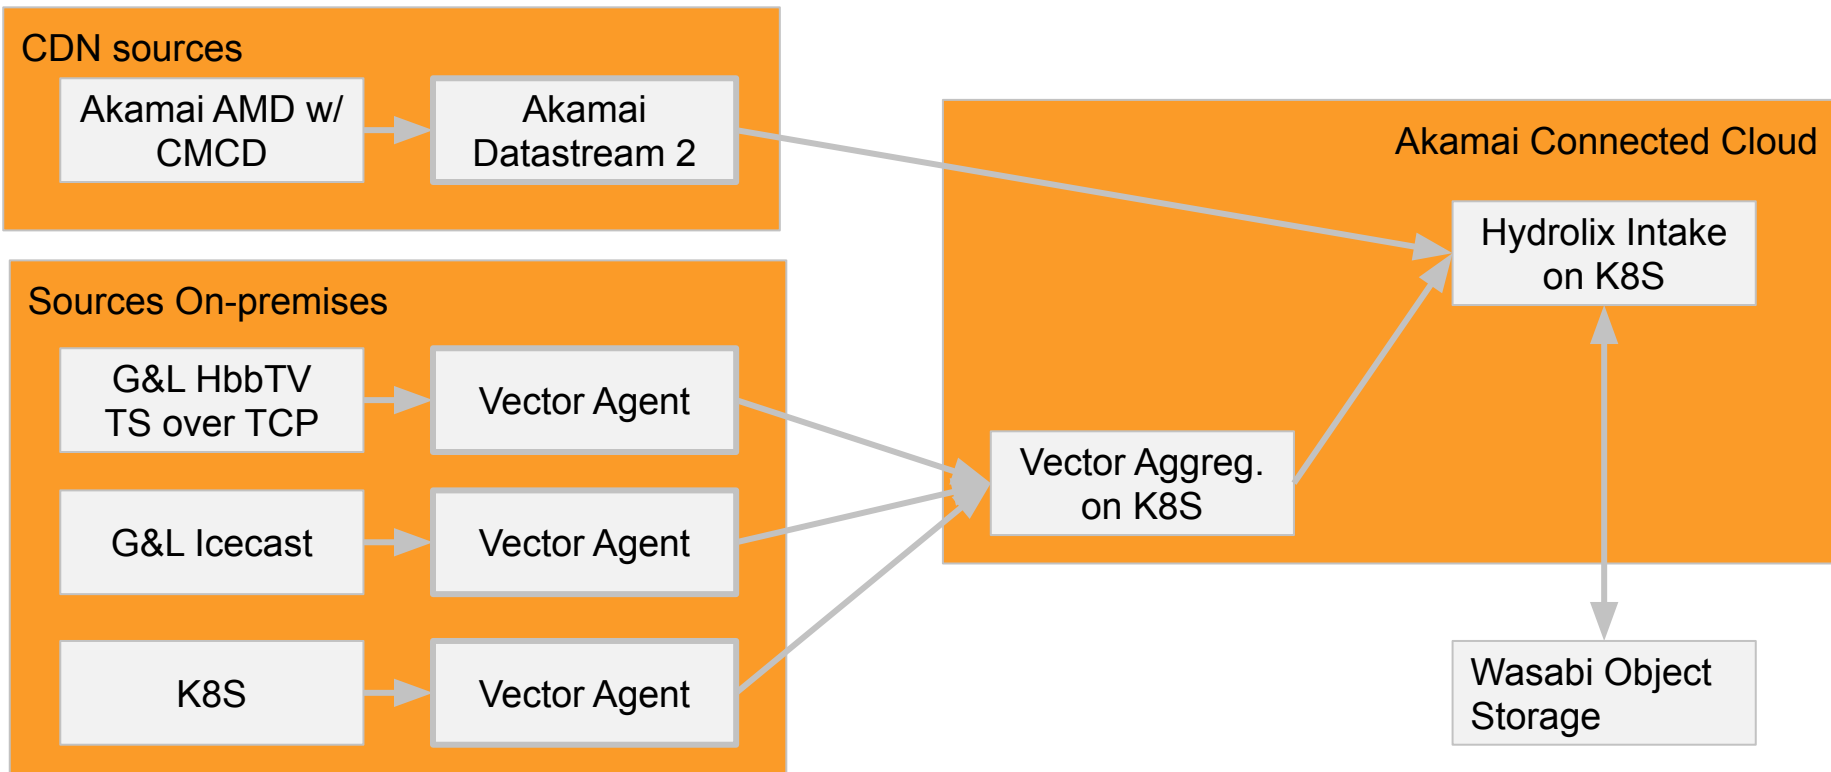 CDN sources
Akamai AMD w/
CMCD
Akamai
Datastream 2
Sources On-premises
G&L HbbTV
TS over TCP
Vector Agent
G&L Icecast
Vector Agent
K8S
Vector Agent
Akamai Connected Cloud
Hydrolix Intake
on K8S
Vector Aggreg.
on K8S
Wasabi Object
Storage